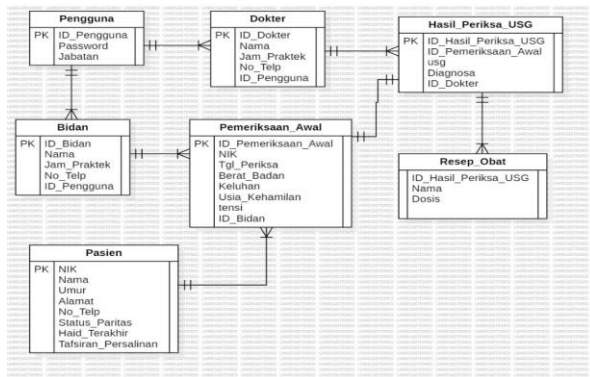 Pengguna
PK ID_Pengguna
Password
Jabatan
Dokter
PK ID_Dokter
Nama
Jam_Praktek
No_Telp
ID_Pengguna
Hasil_Periksa_USG
PK ID_Hasil_Periksa_USG
ID_Pemeriksaan_Awal
usg
Diagnosa
ID_Dokter
Bidan
PK ID_Bidan
Nama
Jam_Praktek
No_Telp
ID_Pengguna
Pemeriksaan_Awal
PK ID_Pemeriksaan_Awal
NIK
Tgl_Periksa
Berat_Badan
Keluhan
Usia_Kehamilan
tensi
ID_Bidan
Resep_Obat
ID_Hasil_Periksa_USG
Nama
Dosis
Pasien
PK NIK
Nama
Umur
Alamat
No_Telp
Status_Paritas
Haid_Terakhir
Tafsiran_Persalinan